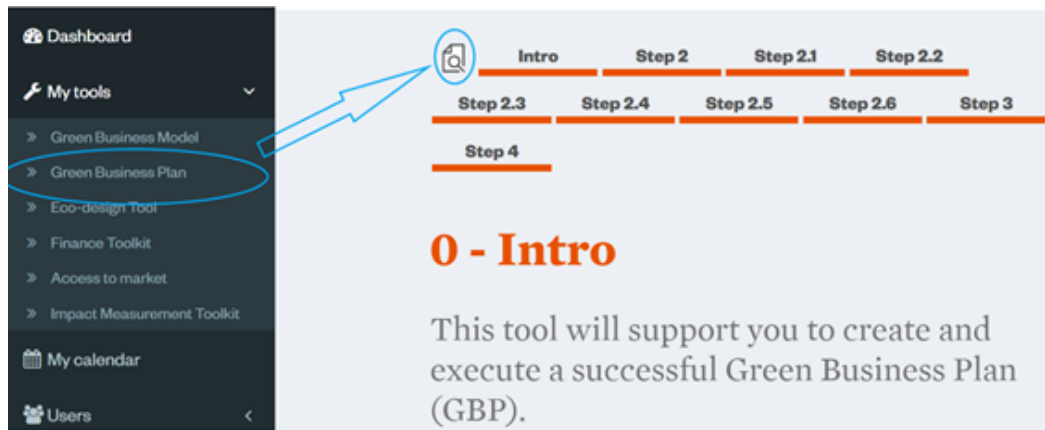 Dashboard
My tools
Green Business Model
Green Business Plan
Eco-design Tool
Finance Toolkit
Access to market
Impact Measurement Toolkit
My calendar
Users
Intro Step 2 Step 2.1 Step 2.2
Step 2.3 Step 2.4 Step 2.5 Step 2.6 Step 3
Step 4
0 - Intro
This tool will support you to create and
execute a successful Green Business Plan
(GBP).